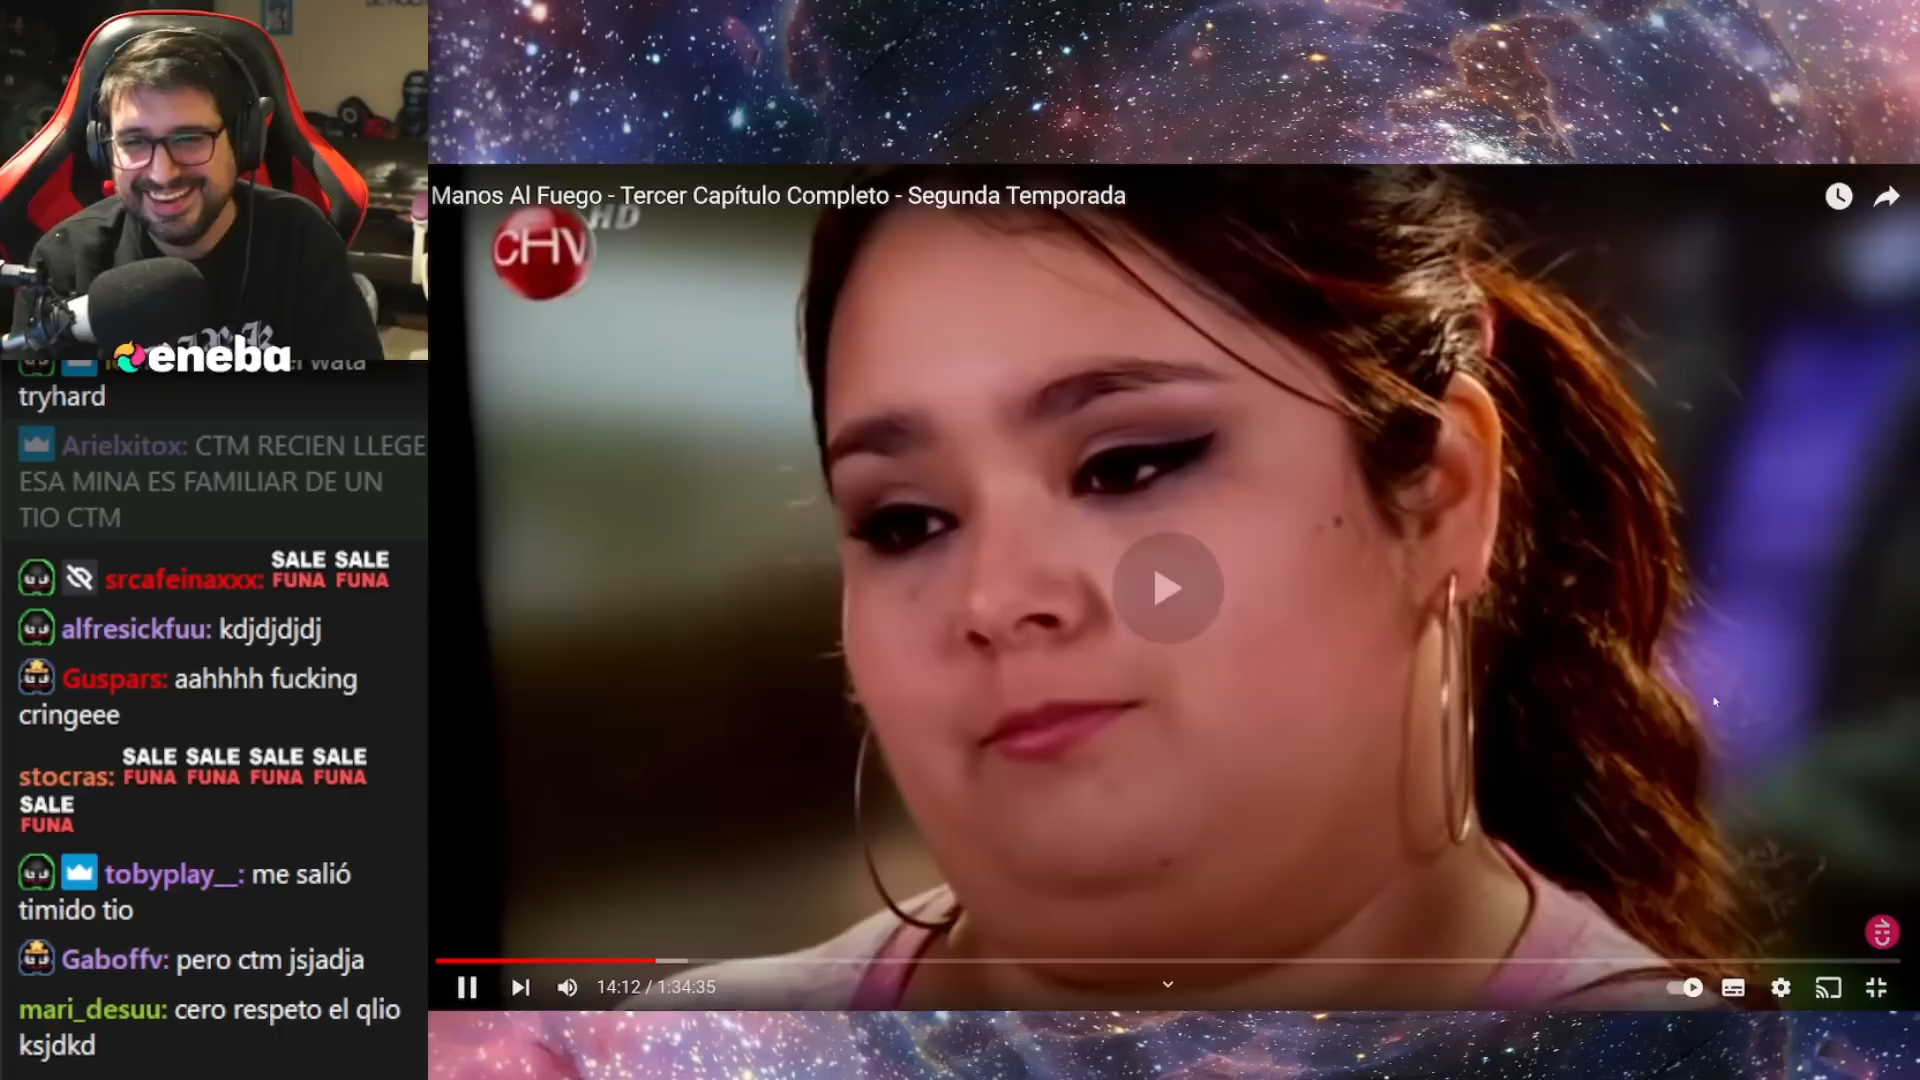 eneba
wata
tryhard
Arielxitox: CTM RECIEN LLEGE
ESA MINA ES FAMILIAR DE UN
TIO CTM
srcafeinaxxx: SALE FUNA SALE FUNA
alfresickfuu: kdjdjdjdj
Guspars: aahhhh fucking
cringeee
stocras: SALE FUNA SALE FUNA SALE FUNA SALE FUNA
SALE FUNA
tobyplay__: me salió
timido tio
Gaboffv: pero ctm jsjadja
mari_desuu: cero respeto el qlio
ksjdkd
Manos Al Fuego - Tercer Capítulo Completo - Segunda Temporada
CHV HD
14:12 / 1:34:35